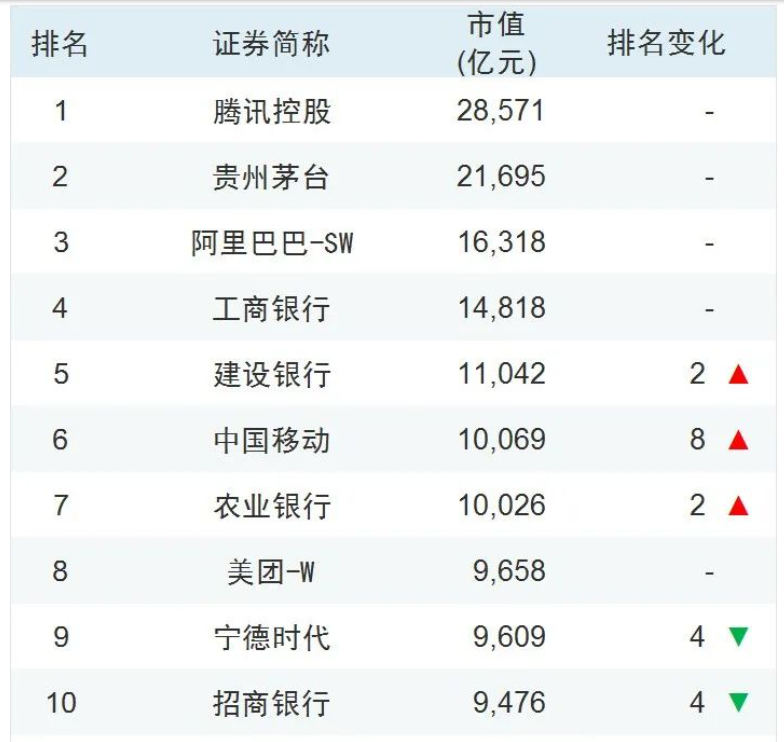 排名 证券简称 市值 (亿元) 排名变化
1 腾讯控股 28,571 -
2 贵州茅台 21,695 -
3 阿里巴巴-SW 16,318 -
4 工商银行 14,818 -
5 建设银行 11,042 2 ▲
6 中国移动 10,069 8 ▲
7 农业银行 10,026 2 ▲
8 美团-W 9,658 -
9 宁德时代 9,609 4 ▼
10 招商银行 9,476 4 ▼